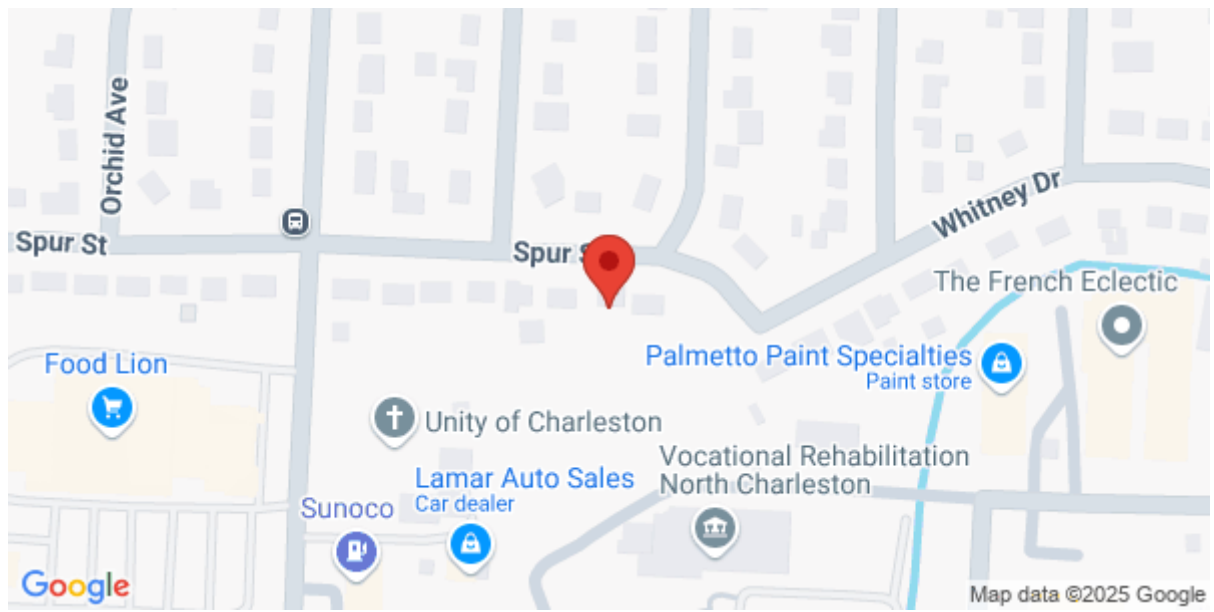 Orchid Ave
Spur St
Spur S
Whitney Dr
The French Eclectic
Palmetto Paint Specialties
Paint store
Food Lion
Unity of Charleston
Vocational Rehabilitation
North Charleston
Lamar Auto Sales
Car dealer
Sunoco
Google
Map data ©2025 Google